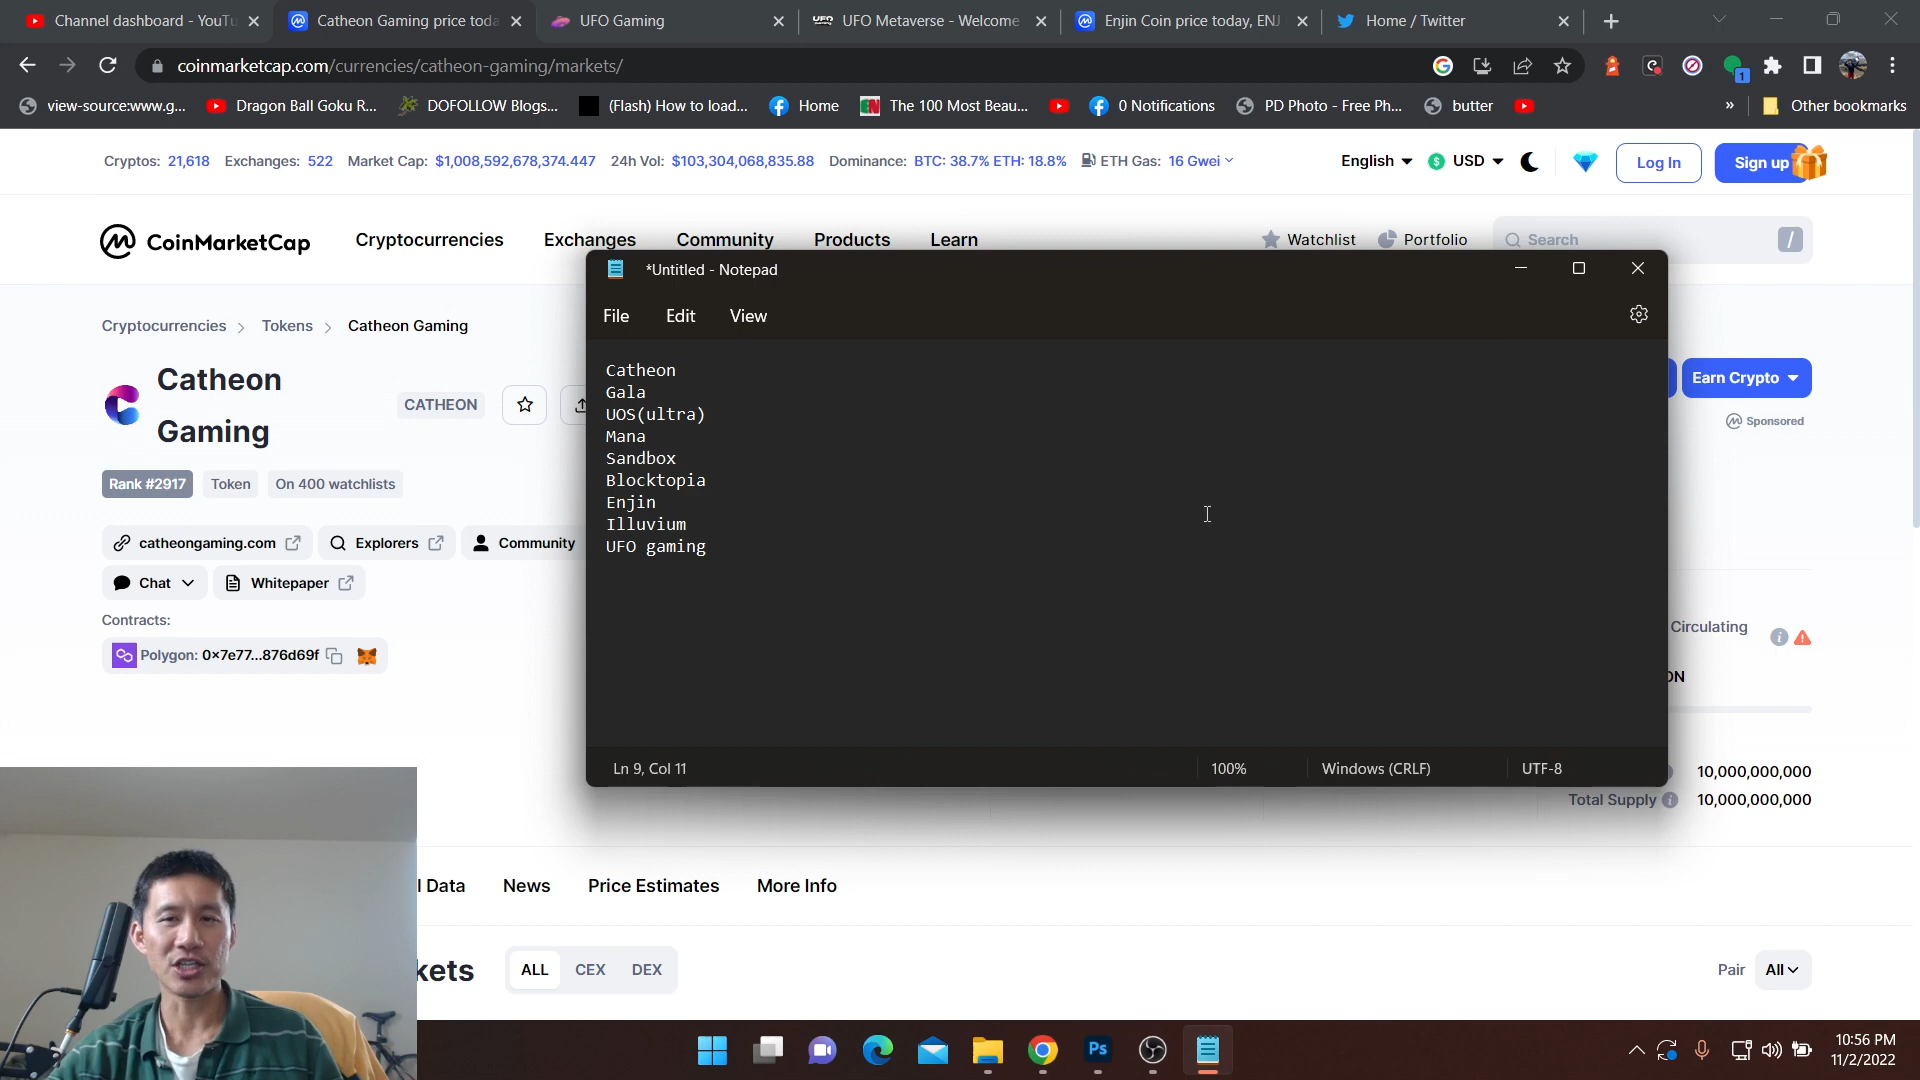 Channel dashboard - YouTu
Catheon Gaming price toda
UFO Gaming
UFO Metaverse - Welcome
Enjin Coin price today, ENJ
Home / Twitter
coinmarketcap.com/currencies/catheon-gaming/markets/
view-source:www.g...
Dragon Ball Goku R...
DOFOLLOW Blogs...
(Flash) How to load...
Home
The 100 Most Beau...
0 Notifications
PD Photo - Free Ph...
butter
»
Other bookmarks
Cryptos: 21,618 Exchanges: 522 Market Cap: $1,008,592,678,374.447 24h Vol: $103,304,068,835.88 Dominance: BTC: 38.7% ETH: 18.8% ETH Gas: 16 Gwei
English
USD
Log In
Sign up
CoinMarketCap
Cryptocurrencies
Exchanges
Community
Products
Learn
Watchlist
Portfolio
Search
/
*Untitled - Notepad
File Edit View
Catheon
Gala
UOS(ultra)
Mana
Sandbox
Blocktopia
Enjin
Illuvium
UFO gaming
Ln 9, Col 11
100%
Windows (CRLF)
UTF-8
Cryptocurrencies > Tokens > Catheon Gaming
Catheon
Gaming
CATHEON
Rank #2917
Token
On 400 watchlists
catheongaming.com
Explorers
Community
Chat
Whitepaper
Contracts:
Polygon: 0x7e77...876d69f
Earn Crypto
Sponsored
Circulating
ON
10,000,000,000
Total Supply
10,000,000,000
l Data
News
Price Estimates
More Info
kets
ALL
CEX
DEX
Pair
All
Ps
10:56 PM
11/2/2022